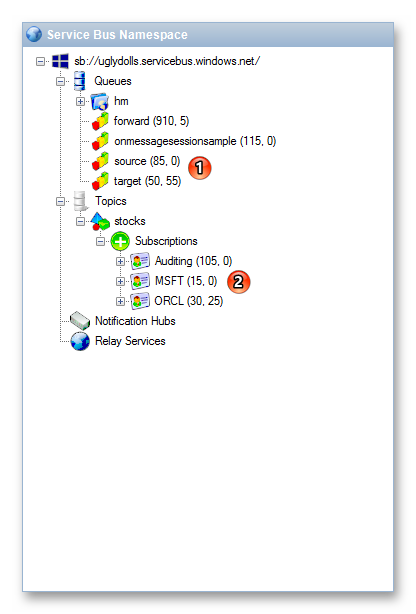 Service Bus Namespace
sb://uglydolls.servicebus.windows.net/
Queues
hm
forward (910, 5)
onmessagesessionsample (115, 0)
source (85, 0)
1
target (50, 55)
Topics
stocks
Subscriptions
Auditing (105, 0)
MSFT (15, 0) 2
ORCL (30, 25)
Notification Hubs
Relay Services